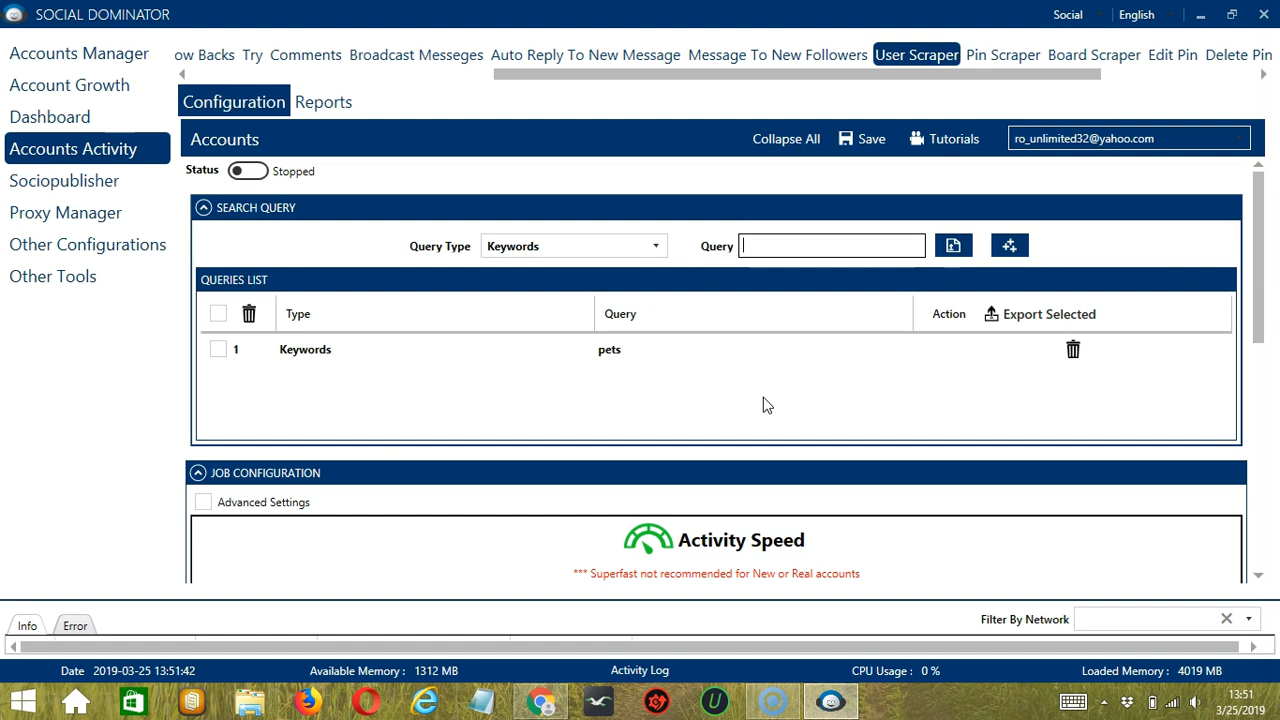 SOCIAL DOMINATOR
Social
English
Accounts Manager
Account Growth
Dashboard
Accounts Activity
Sociopublisher
Proxy Manager
Other Configurations
Other Tools
ow Backs Try Comments Broadcast Messeges Auto Reply To New Message Message To New Followers User Scraper Pin Scraper Board Scraper Edit Pin Delete Pin
Configuration Reports
Accounts Collapse All Save Tutorials ro_unlimited32@yahoo.com
Status Stopped
SEARCH QUERY
Query Type Keywords Query
QUERIES LIST
Type Query Action Export Selected
1 Keywords pets
JOB CONFIGURATION
Advanced Settings
Activity Speed
*** Superfast not recommended for New or Real accounts
Info Error Filter By Network
Date 2019-03-25 13:51:42 Available Memory : 1312 MB Activity Log CPU Usage : 0 % Loaded Memory : 4019 MB
13:51
3/25/2019